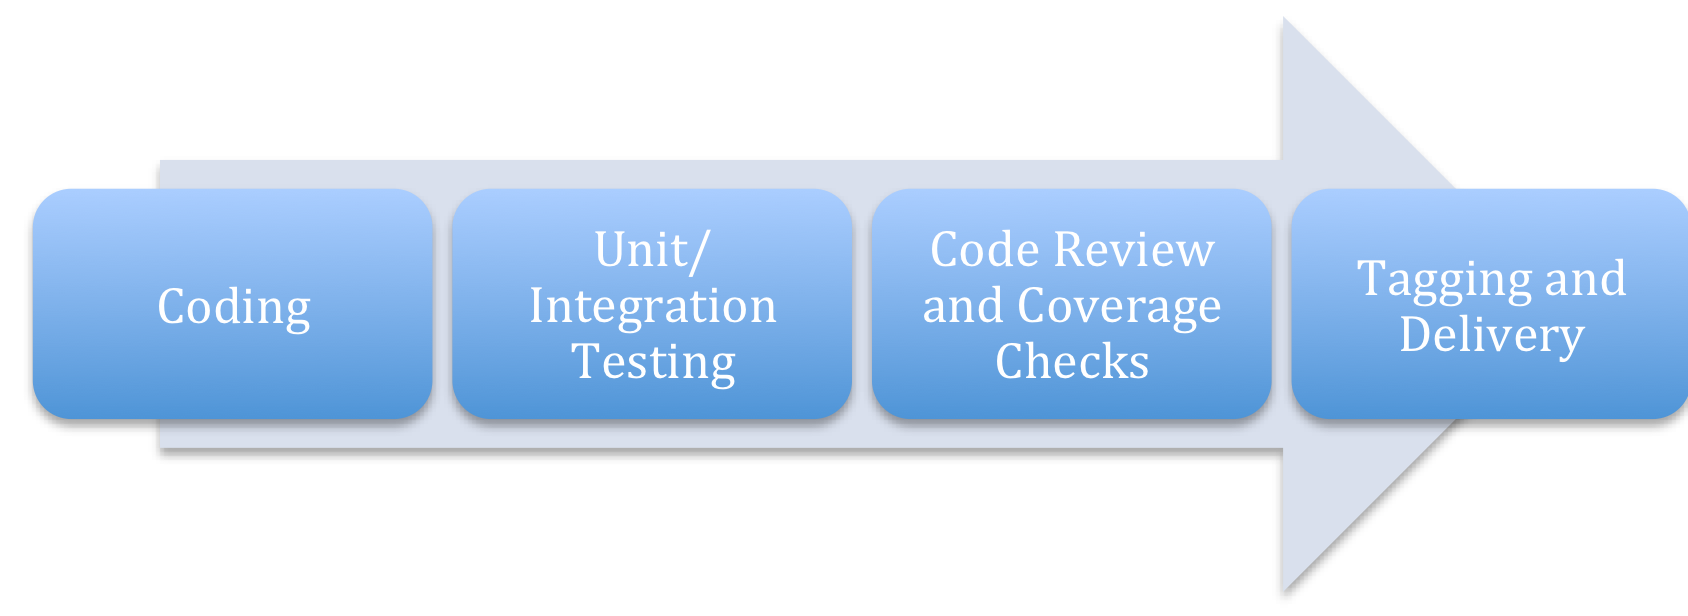 Coding
Unit/
Integration
Testing
Code Review
and Coverage
Checks
Tagging and
Delivery